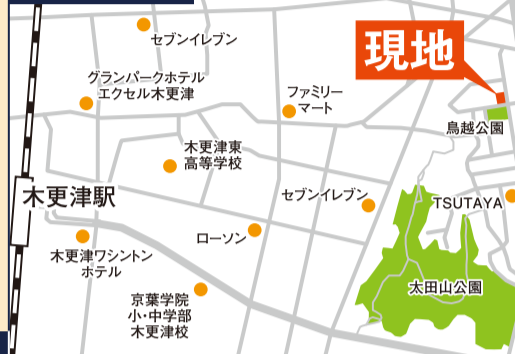 セブンイレブン
現地
グランパークホテル
エクセル木更津
ファミリー
マート
鳥越公園
木更津東
高等学校
木更津駅
セブンイレブン
TSUTAYA
ローソン
木更津ワシントン
ホテル
太田山公園
京葉学院
小・中学部
木更津校